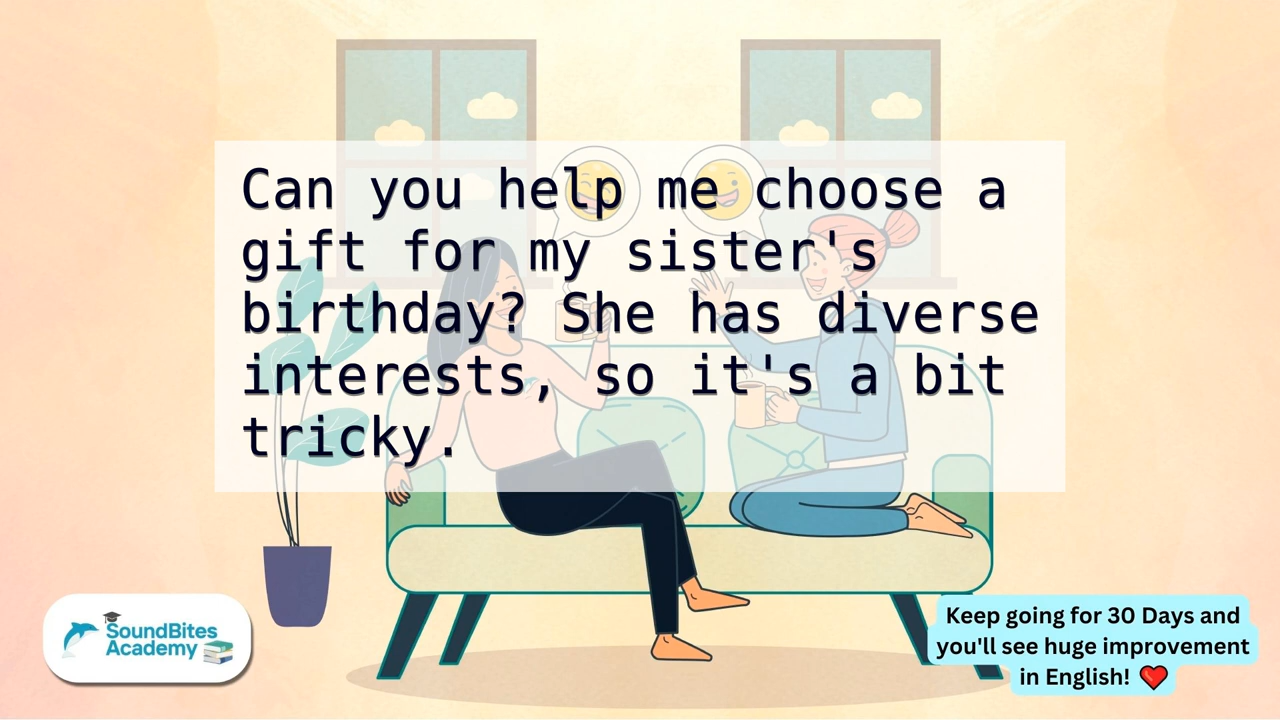 Can you help me choose a
gift for my sister's
birthday? She has diverse
interests, so it's a bit
tricky.
SoundBites
Academy
Keep going for 30 Days and
you'll see huge improvement
in English! ❤️